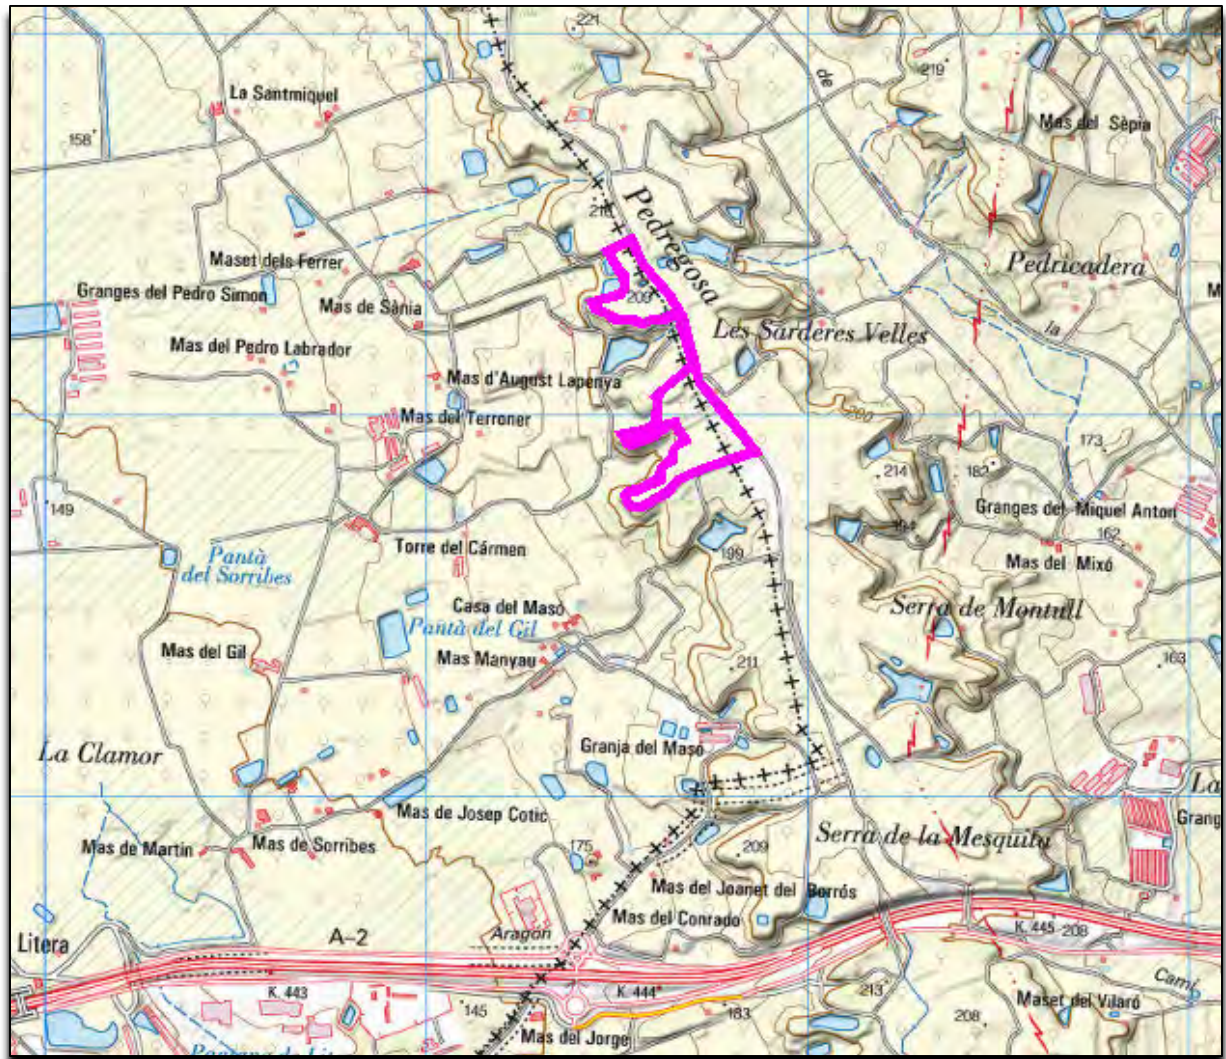 221
de
219
La Santmiquel
158
Mas del Sèpia
Pedregosa
Maset dels Ferrer
Pedricadera
Granges del Pedro Simon
209
Mas de Sània
la
Les Sarderes Velles
Mas del Pedro Labrador
Mas d'August Lapenya
200
Mas del Terroner
173
214
182
149
Granges del Miquel Anton
194
162
Torre del Cármen
199
Pantà
del Sorribes
Mas del Mixó
Casa del Masó
Serra de Montull
Pantà del Gil
Mas del Gil
Mas Manyau
211
163
Granja del Masó
La Clamor
La
Mas de Josep Cotic
Grang
Serra de la Mesquita
Mas de Martin
Mas de Sorribes
175
209
Mas del Joanet del Borrós
Mas del Conrado
Litera
A-2
Aragón
K. 445
208
K. 443
K. 444
213
Camí
Maset del Vilaró
145
183
208
Mas del Jorge